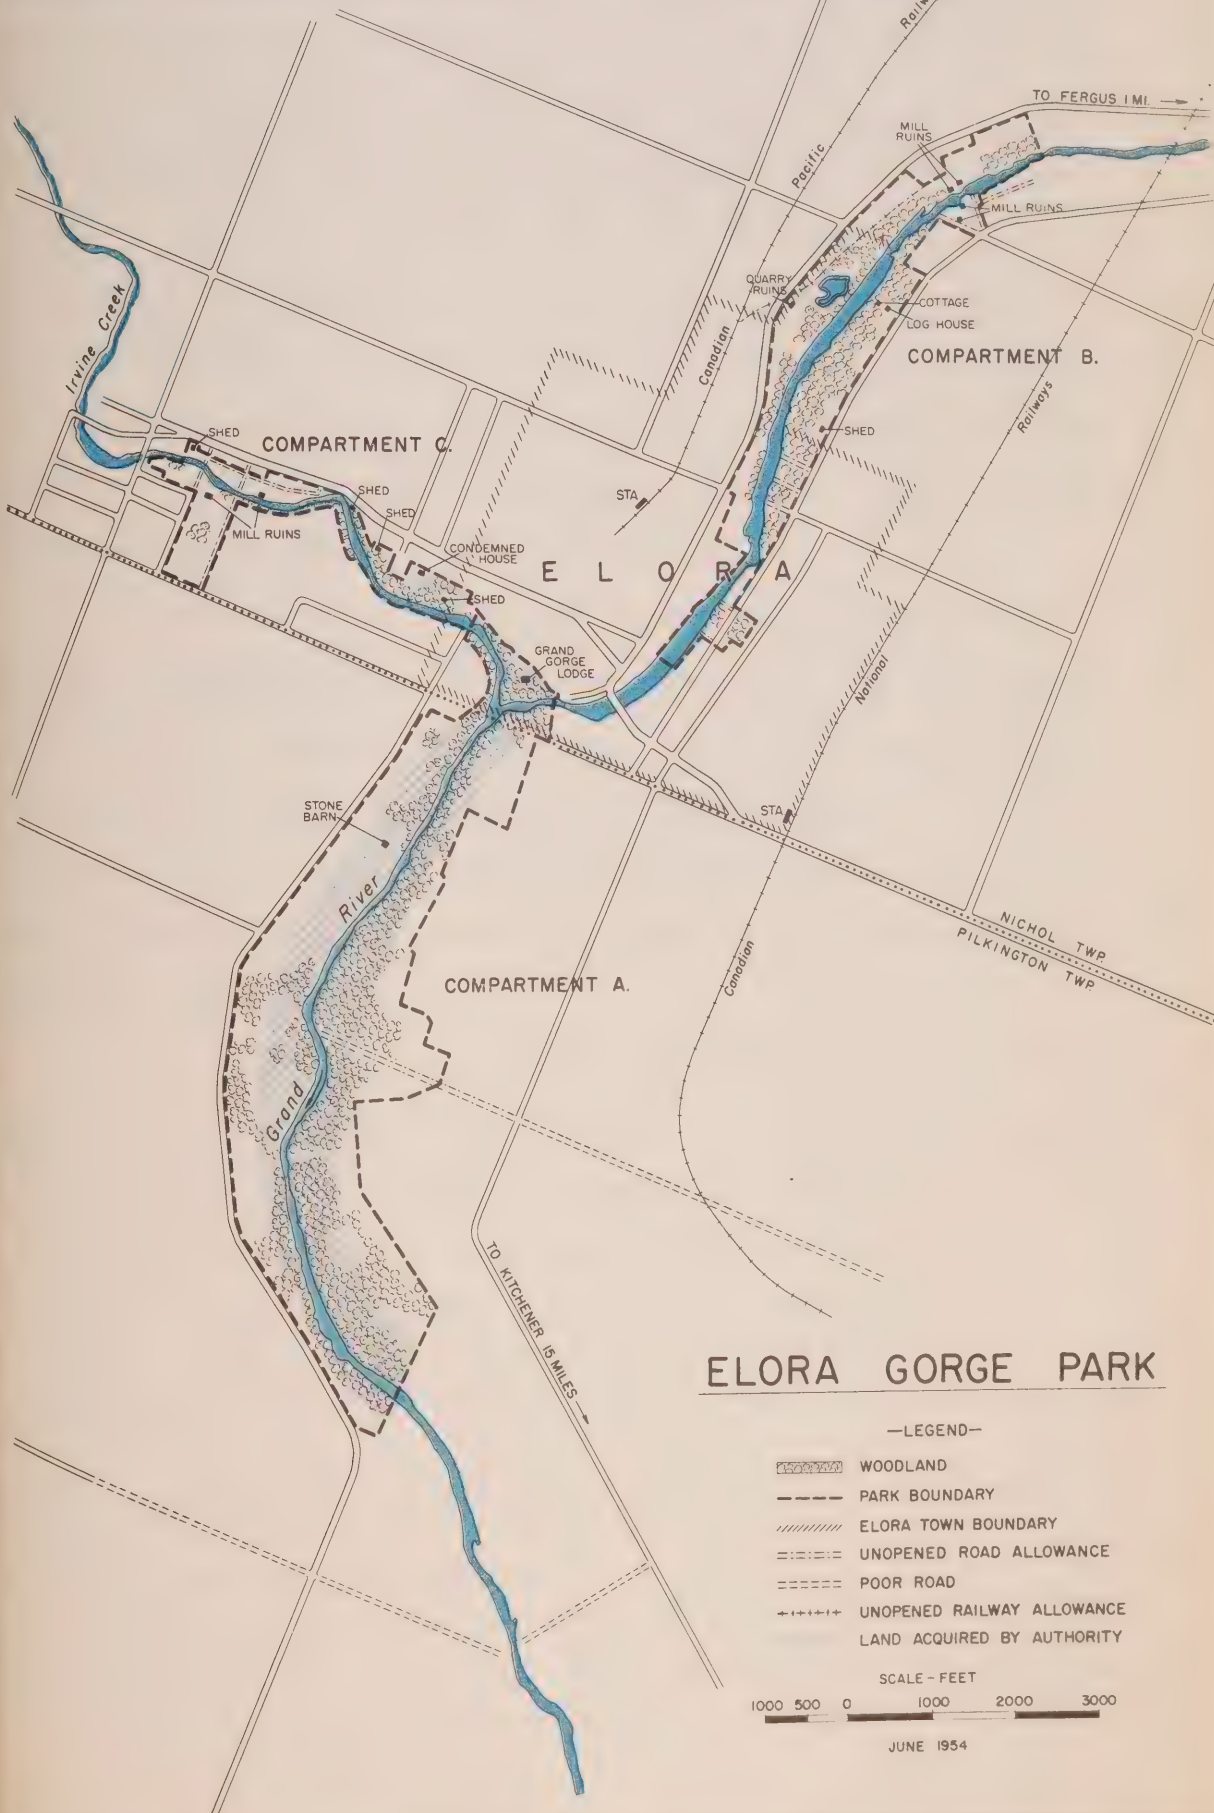 TO FERGUS 1 MI.
MILL
RUINS
Pacific
MILL RUINS
QUARRY
RUINS
COTTAGE
LOG HOUSE
Irvine Creek
Canadian
COMPARTMENT B.
Railways
SHED
COMPARTMENT C.
SHED
SHED
STA.
SHED
MILL RUINS
CONDEMNED
HOUSE
ELORA
SHED
GRAND
GORGE
LODGE
National
STONE
BARN
STA.
Grand River
NICHOL TWP.
PILKINGTON TWP.
Canadian
COMPARTMENT A.
TO KITCHENER 15 MILES
ELORA GORGE PARK
—LEGEND—
WOODLAND
PARK BOUNDARY
ELORA TOWN BOUNDARY
UNOPENED ROAD ALLOWANCE
POOR ROAD
UNOPENED RAILWAY ALLOWANCE
LAND ACQUIRED BY AUTHORITY
SCALE - FEET
1000 500 0 1000 2000 3000
JUNE 1954